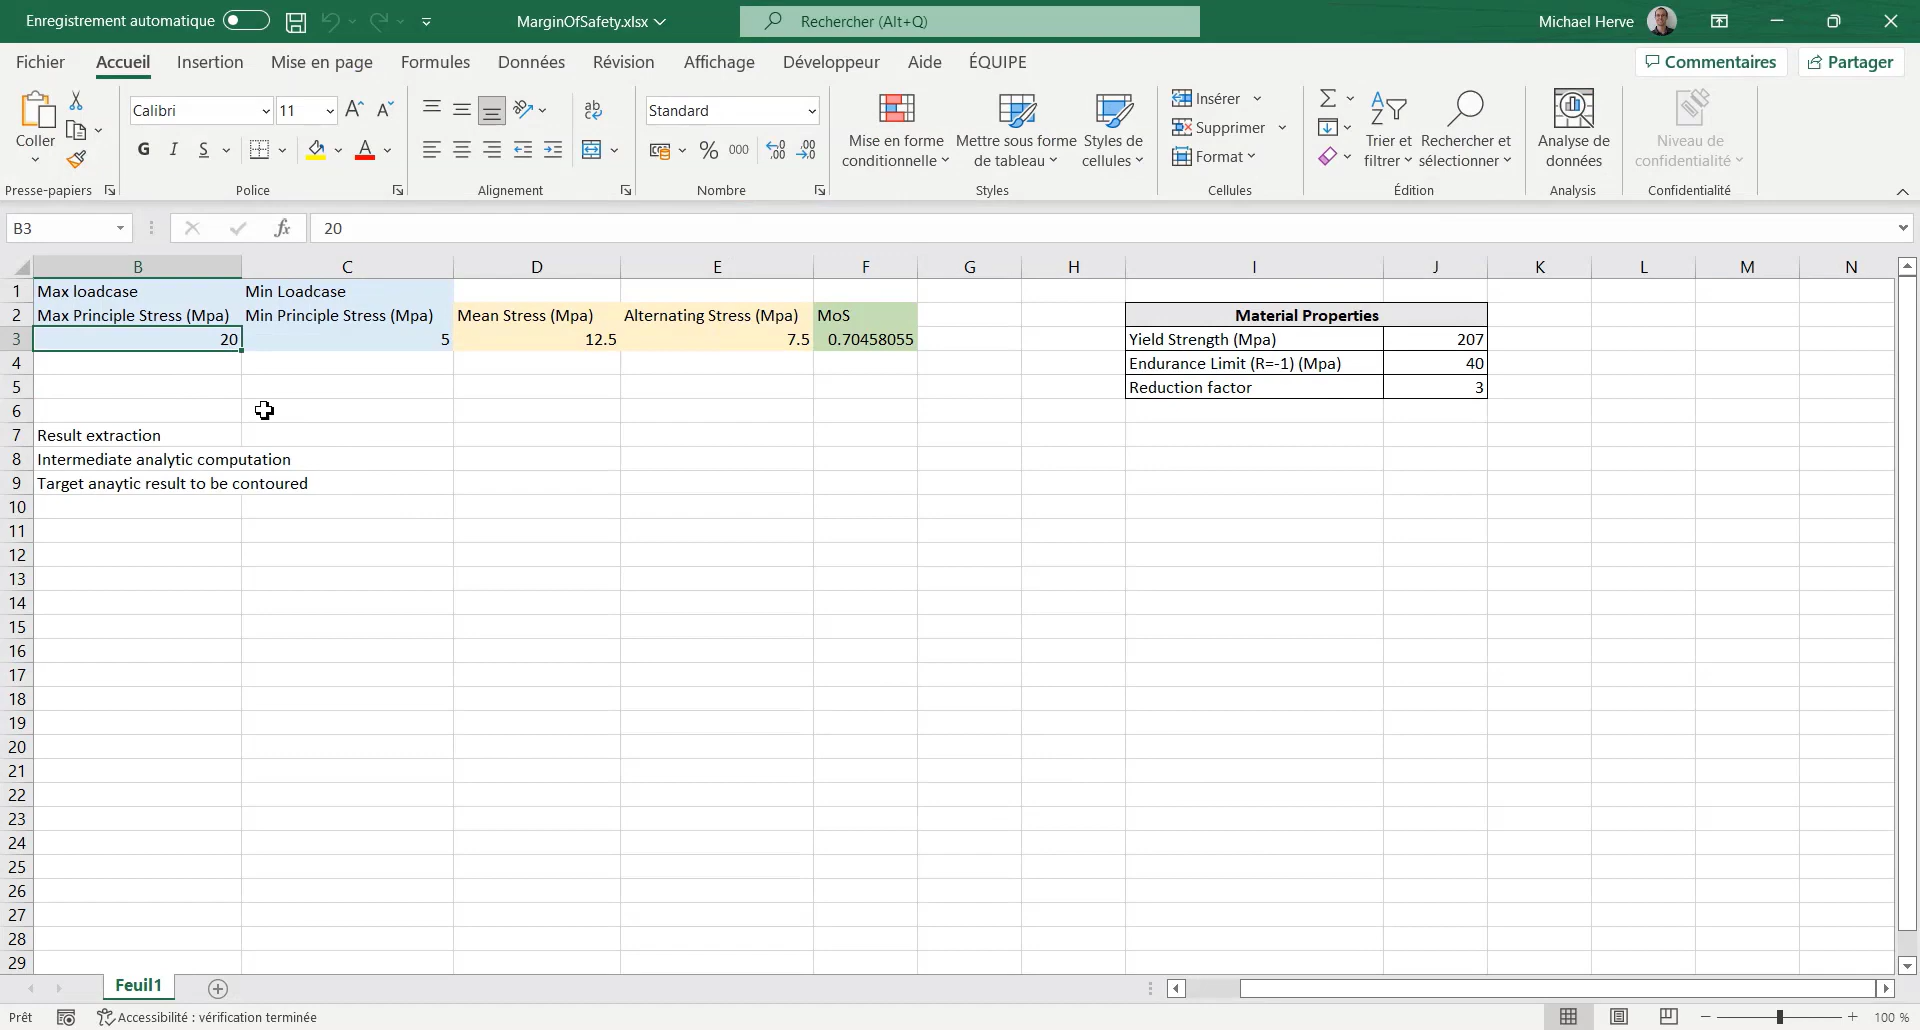 Enregistrement automatique
MarginOfSafety.xlsx
Rechercher (Alt+Q)
Michael Herve
Fichier Accueil Insertion Mise en page Formules Données Révision Affichage Développeur Aide ÉQUIPE
Commentaires Partager
Coller
Presse-papiers
Calibri 11
G I S
Police
ab
Alignement
Standard
% 000
Nombre
Mise en forme
conditionnelle
Mettre sous forme
de tableau
Styles de
cellules
Styles
Insérer
Supprimer
Format
Cellules
Trier et
filtrer
Rechercher et
sélectionner
Édition
Analyse de
données
Analysis
Niveau de
confidentialité
Confidentialité
B3 fx 20
B C D E F G H I J K L M N
1 Max loadcase Min Loadcase
2 Max Principle Stress (Mpa) Min Principle Stress (Mpa) Mean Stress (Mpa) Alternating Stress (Mpa) MoS Material Properties
3 20 5 12.5 7.5 0.70458055 Yield Strength (Mpa) 207
4 Endurance Limit (R=-1) (Mpa) 40
5 Reduction factor 3
6
7 Result extraction
8 Intermediate analytic computation
9 Target anaytic result to be contoured
10
11
12
13
14
15
16
17
18
19
20
21
22
23
24
25
26
27
28
29
Feuil1
Prêt Accessibilité : vérification terminée 100 %